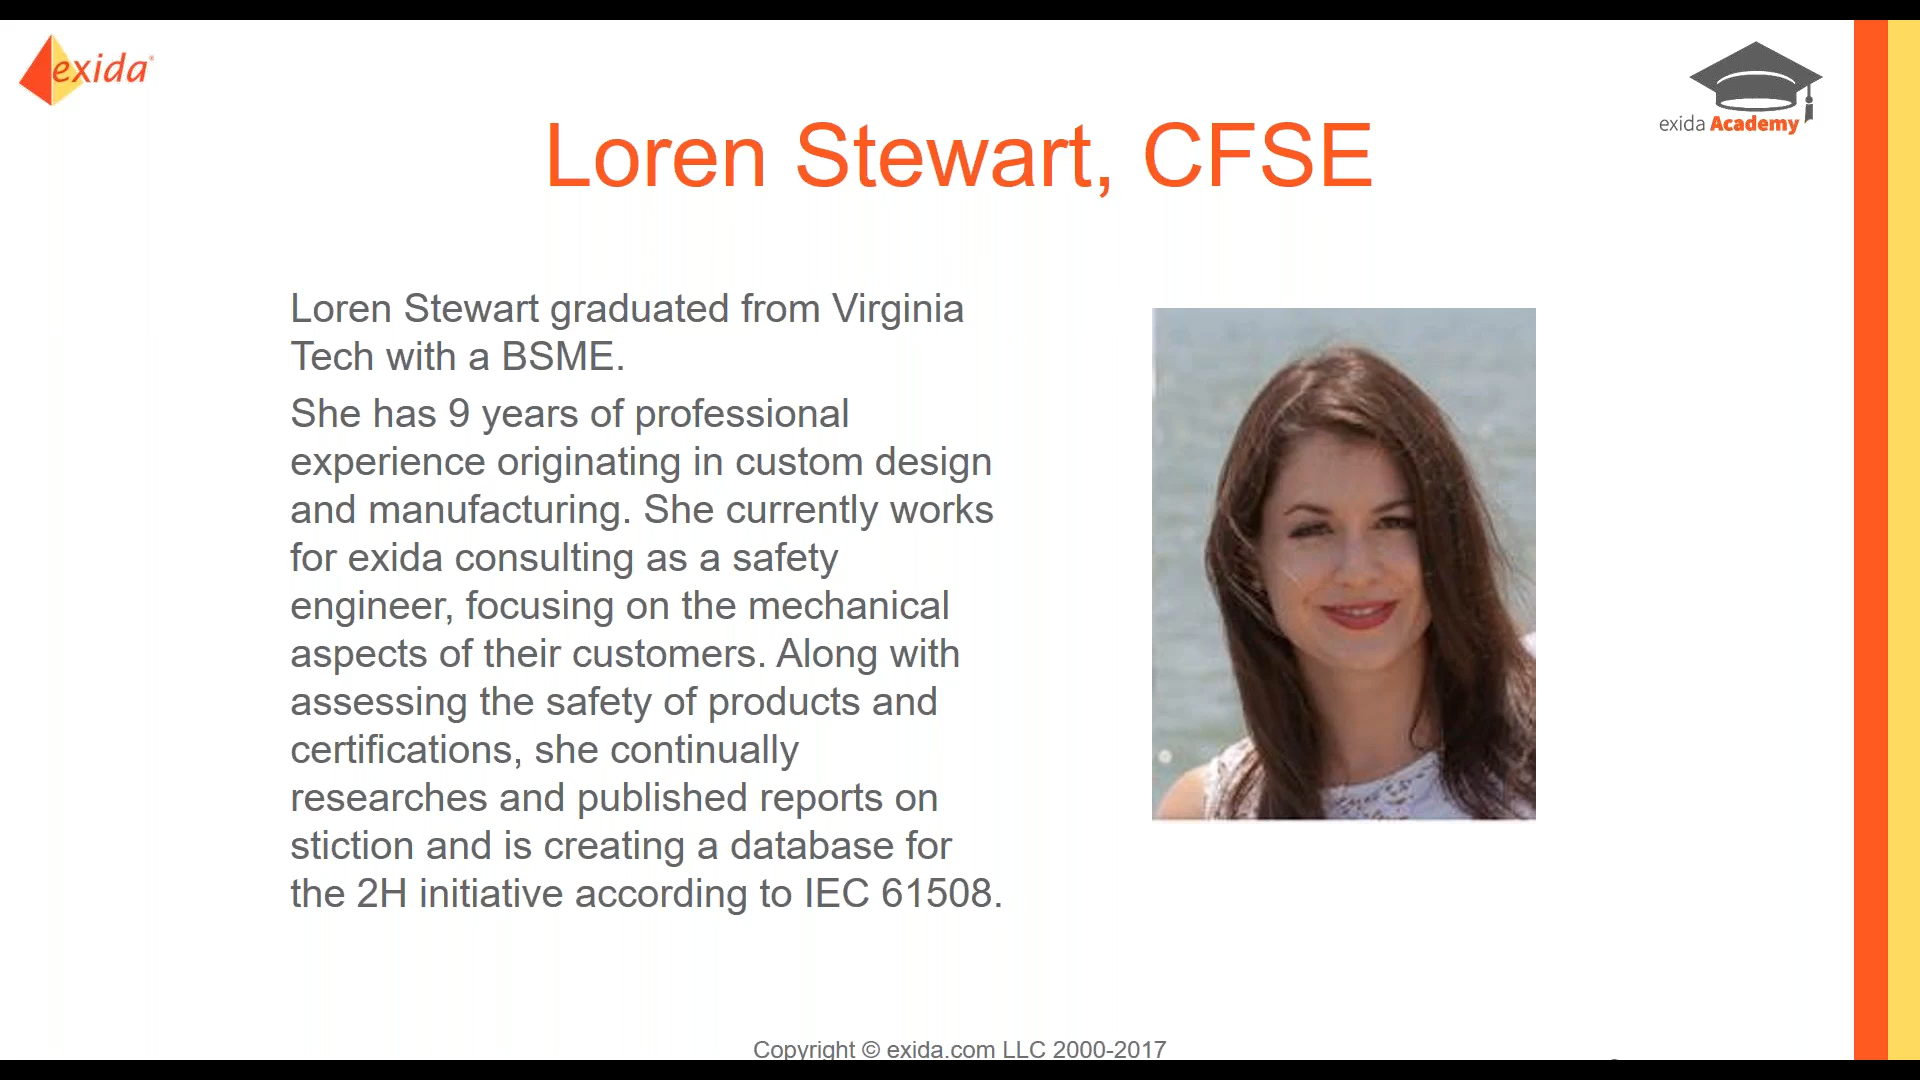 exida
exida Academy
Loren Stewart, CFSE
Loren Stewart graduated from Virginia
Tech with a BSME.
She has 9 years of professional
experience originating in custom design
and manufacturing. She currently works
for exida consulting as a safety
engineer, focusing on the mechanical
aspects of their customers. Along with
assessing the safety of products and
certifications, she continually
researches and published reports on
stiction and is creating a database for
the 2H initiative according to IEC 61508.
Copyright © exida.com LLC 2000-2017